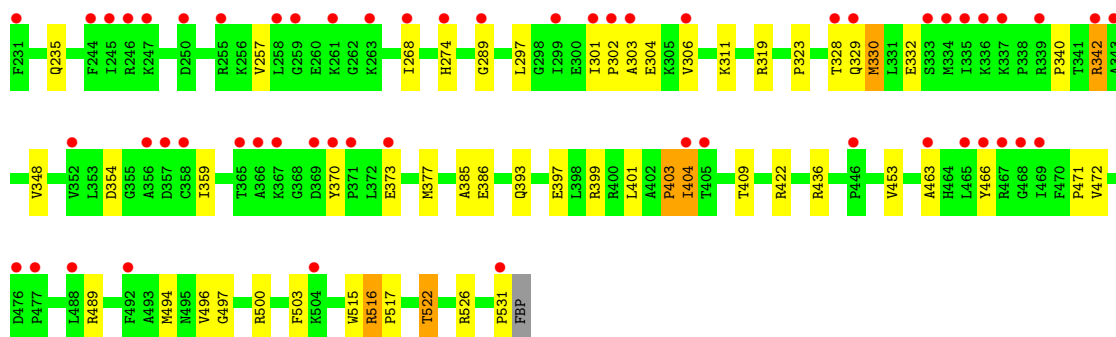 F231 Q235 F244 I245 R246 K247 D250 R255 K256 V257 L258 G259 E260 K261 G262 K263 I268 H274 G289 L297 G298 I299 E300 I301 P302 A303 E304 K305 V306 K311 R319 P323 T328 Q329 M330 L331 E332 S333 M334 I335 K336 K337 P338 R339 P340 T341 R342 A343
V348 V352 L353 D354 G355 A356 D357 C358 I359 T365 A366 K367 G368 D369 Y370 P371 L372 E373 M377 A385 E386 Q393 E397 L398 R399 R400 L401 A402 P403 I404 T405 T409 R422 R436 P446 V453 A463 H464 L465 Y466 R467 G468 I469 F470 P471 V472
D476 P477 L488 R489 F492 A493 M494 N495 V496 G497 R500 F503 K504 W515 R516 P517 T522 R526 P531 FBP